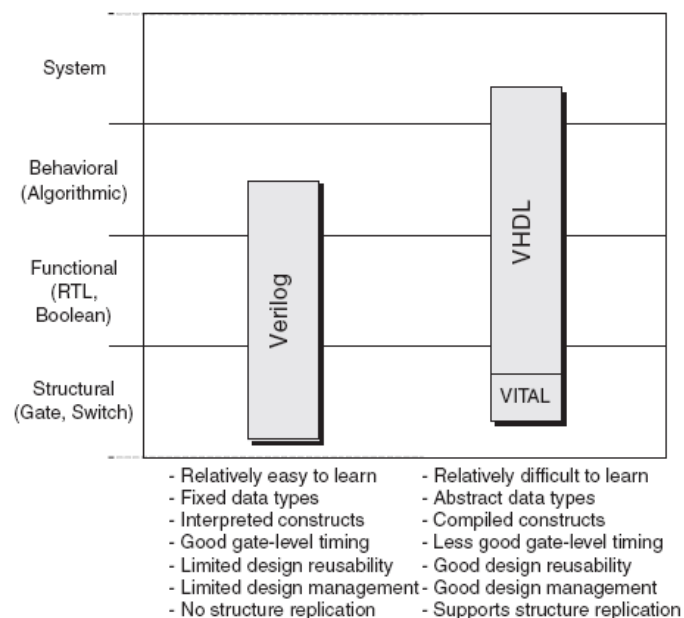 System
Behavioral
(Algorithmic)
Functional
(RTL,
Boolean)
Structural
(Gate, Switch)
Verilog
VHDL
VITAL
- Relatively easy to learn
- Fixed data types
- Interpreted constructs
- Good gate-level timing
- Limited design reusability
- Limited design management
- No structure replication
- Relatively difficult to learn
- Abstract data types
- Compiled constructs
- Less good gate-level timing
- Good design reusability
- Good design management
- Supports structure replication